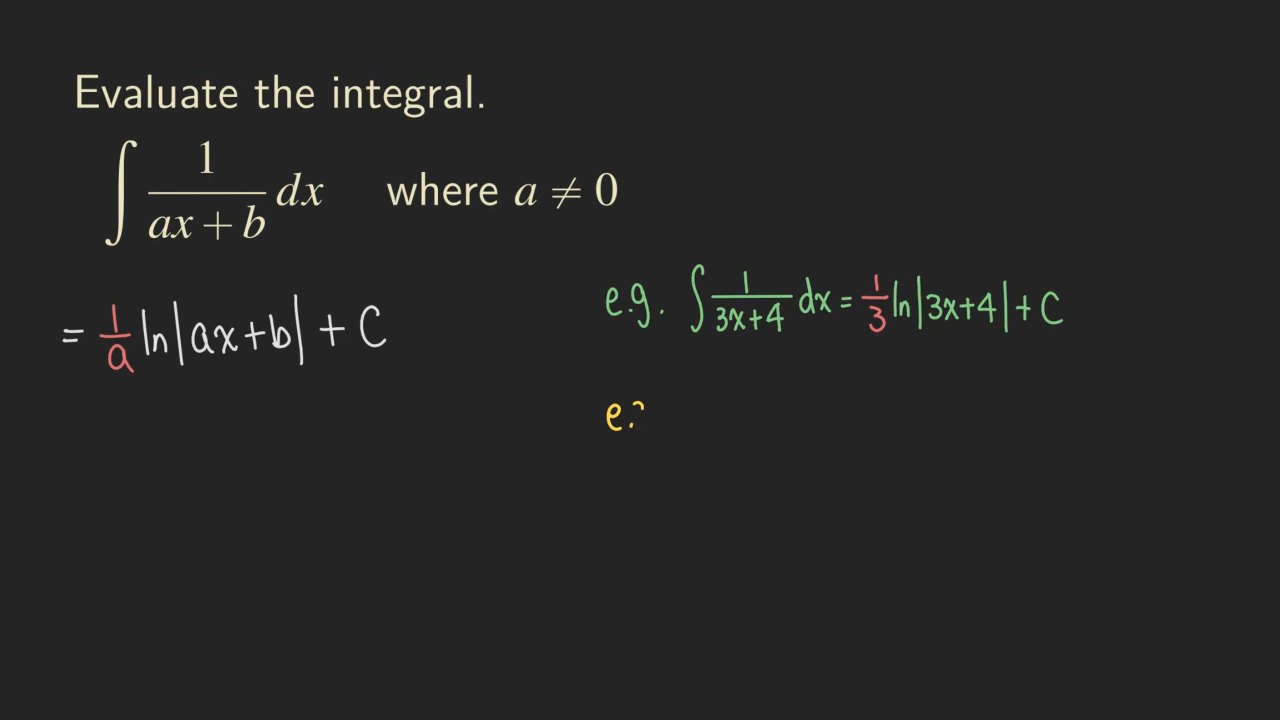 Evaluate the integral.
∫ 1/(ax + b) dx where a ≠ 0
= 1/a ln|ax+b| + C
e.g. ∫ 1/(3x+4) dx = 1/3 ln|3x+4| + C
e.